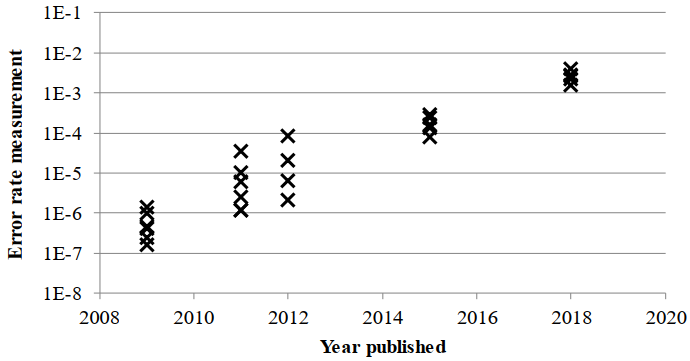 1E-1
1E-2
1E-3
1E-4
1E-5
1E-6
1E-7
1E-8
Error rate measurement
2008 2010 2012 2014 2016 2018 2020
Year published